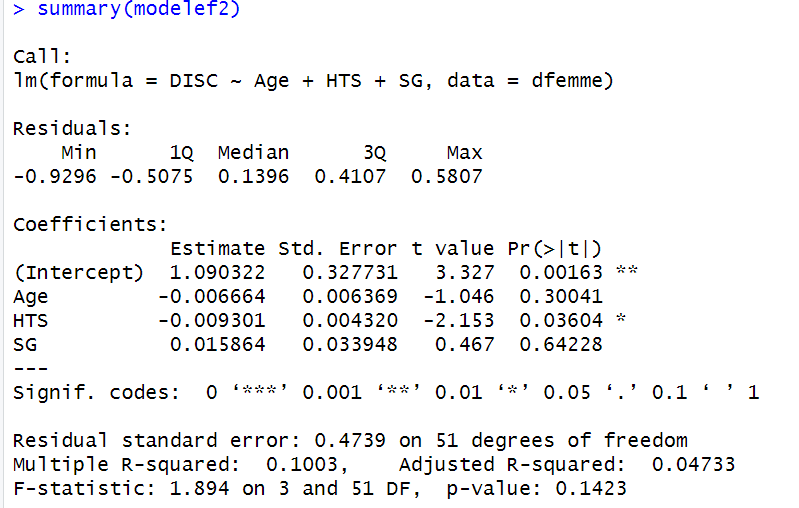 > summary(modelef2)
Call:
lm(formula = DISC ~ Age + HTS + SG, data = dfemme)
Residuals:
    Min      1Q  Median      3Q     Max
-0.9296 -0.5075  0.1396  0.4107  0.5807
Coefficients:
             Estimate Std. Error t value Pr(>|t|)
(Intercept)  1.090322   0.327731   3.327  0.00163 **
Age         -0.006664   0.006369  -1.046  0.30041
HTS         -0.009301   0.004320  -2.153  0.03604 *
SG           0.015864   0.033948   0.467  0.64228
---
Signif. codes:  0 ‘***’ 0.001 ‘**’ 0.01 ‘*’ 0.05 ‘.’ 0.1 ‘ ’ 1
Residual standard error: 0.4739 on 51 degrees of freedom
Multiple R-squared:  0.1003,    Adjusted R-squared:  0.04733
F-statistic: 1.894 on 3 and 51 DF,  p-value: 0.1423